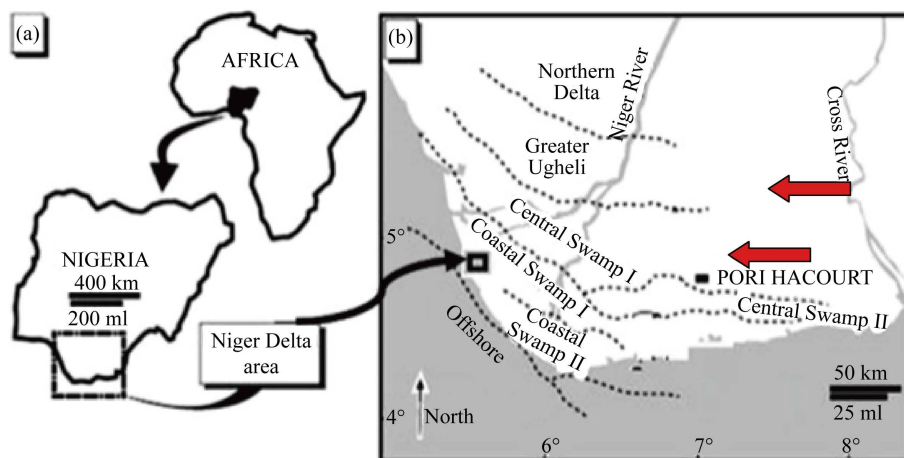 (a)
AFRICA
NIGERIA
400 km
200 ml
Niger Delta
area
(b)
Northern
Delta
Niger River
Cross River
Greater
Ugheli
Central Swamp I
Coastal Swamp I
PORI HACOURT
Central Swamp II
Coastal
Swamp II
Offshore
North
50 km
25 ml
5°
4°
6°
7°
8°